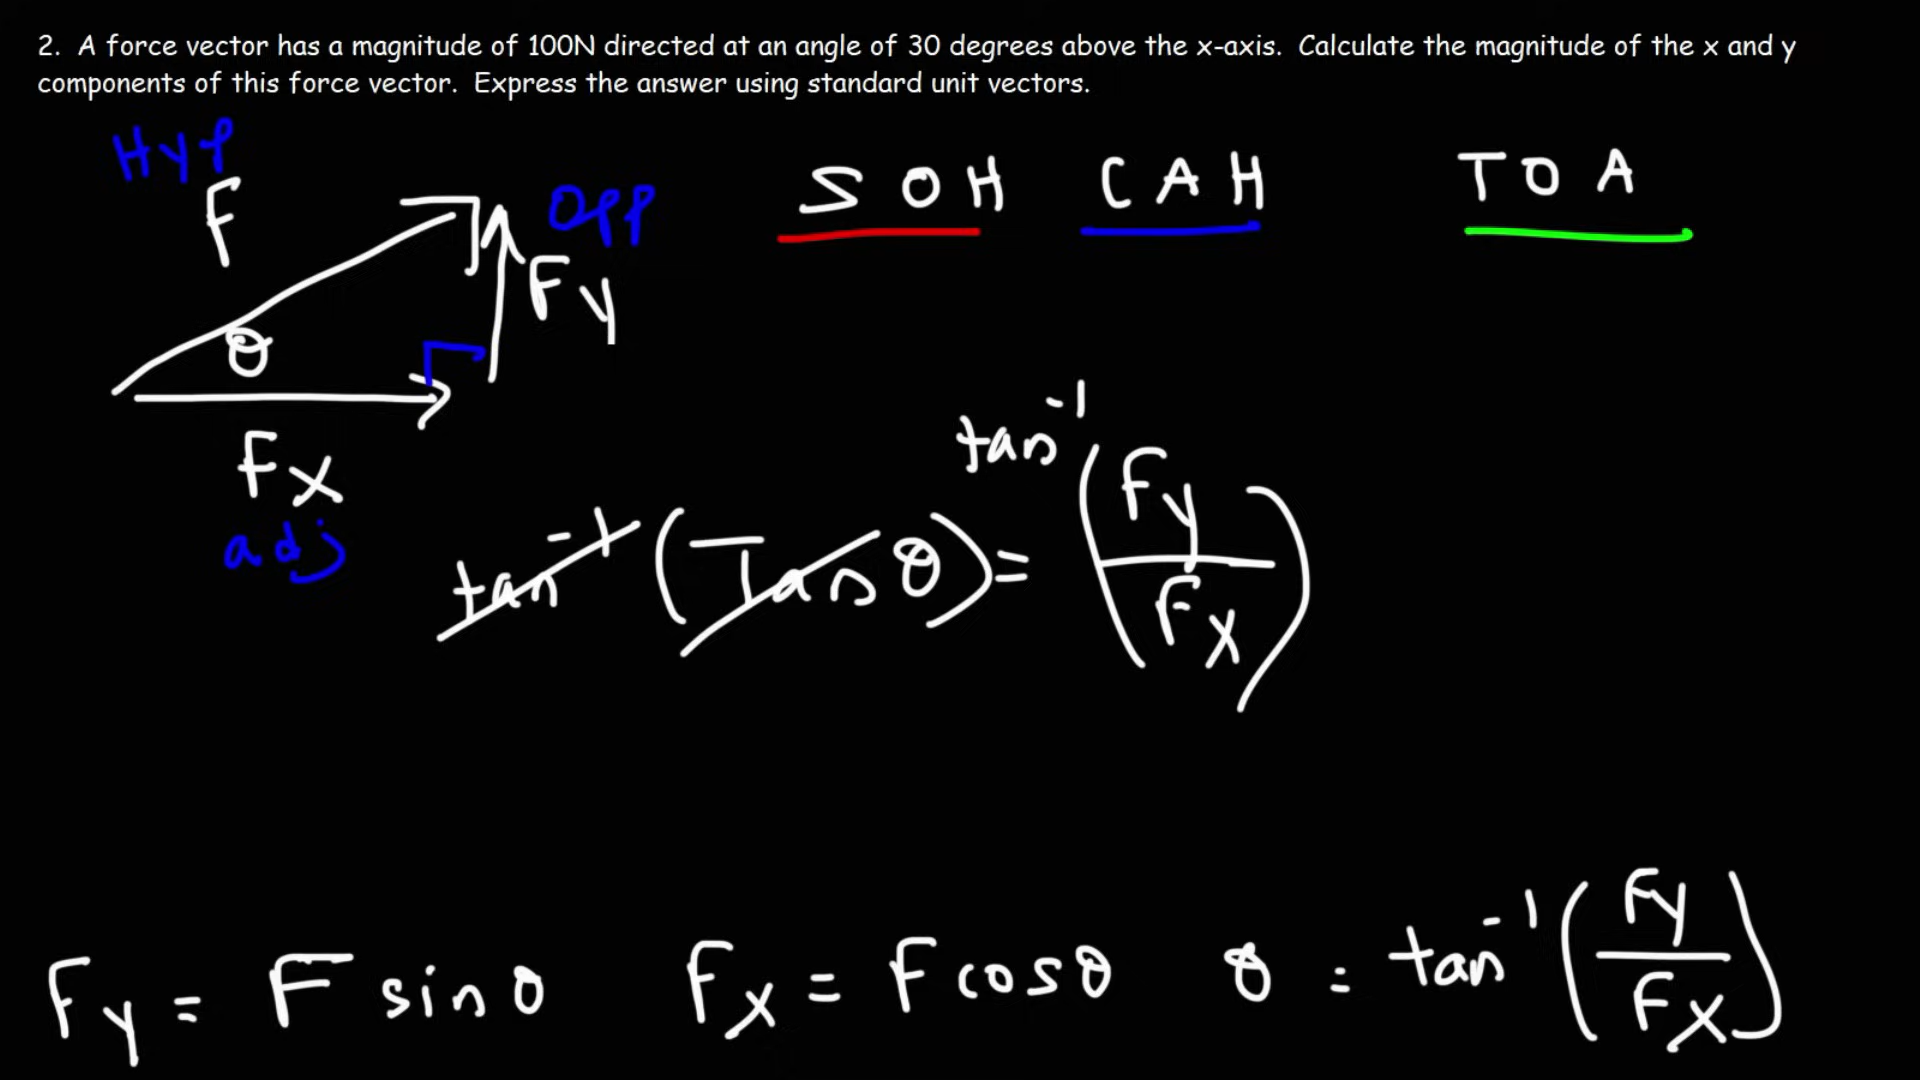 2. A force vector has a magnitude of 100N directed at an angle of 30 degrees above the x-axis. Calculate the magnitude of the x and y
components of this force vector. Express the answer using standard unit vectors.
Hyp
F
Opp
Fy
θ
Fx
adj
SOH CAH TOA
tan⁻¹(Tanθ) = tan⁻¹(Fy/Fx)
Fy = F sinθ Fx = F cosθ θ = tan⁻¹(Fy/Fx)